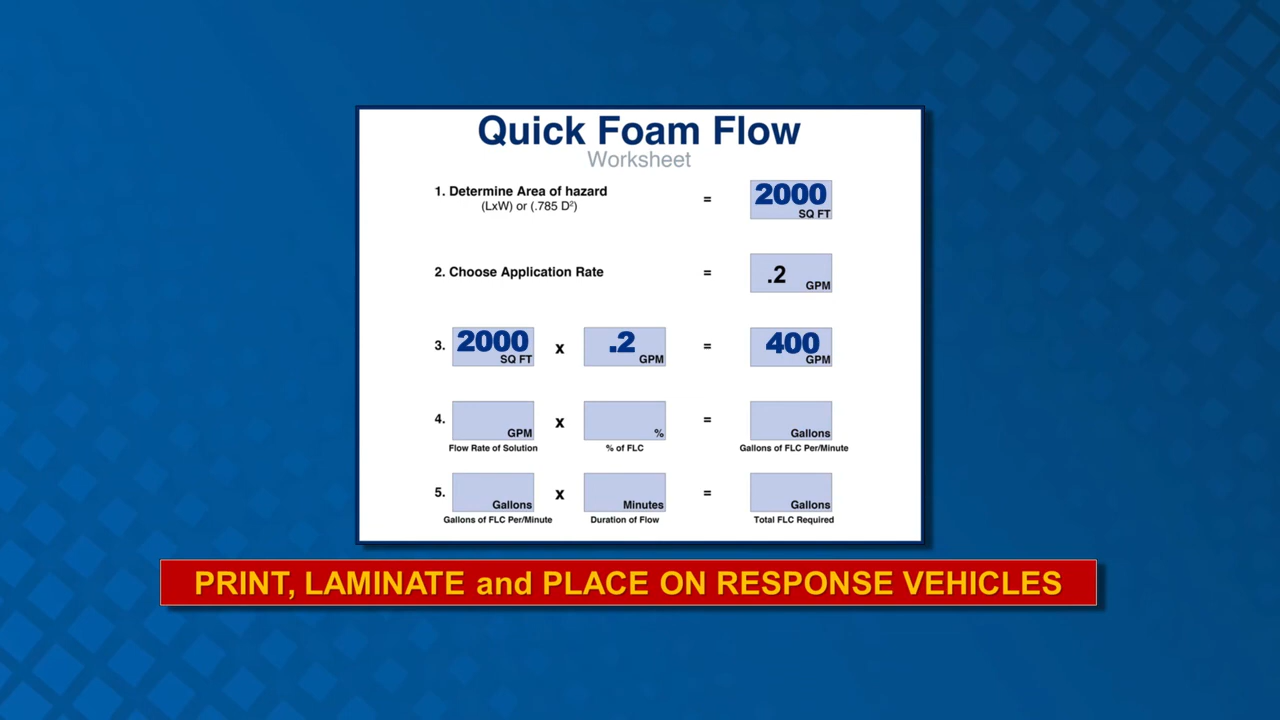 Quick Foam Flow
Worksheet
1. Determine Area of hazard = 2000 SQ FT
(LxW) or (.785 D²)
2. Choose Application Rate = .2 GPM
3. 2000 SQ FT x .2 GPM = 400 GPM
4. GPM x % = Gallons
Flow Rate of Solution % of FLC Gallons of FLC Per/Minute
5. Gallons x Minutes = Gallons
Gallons of FLC Per/Minute Duration of Flow Total FLC Required
PRINT, LAMINATE and PLACE ON RESPONSE VEHICLES